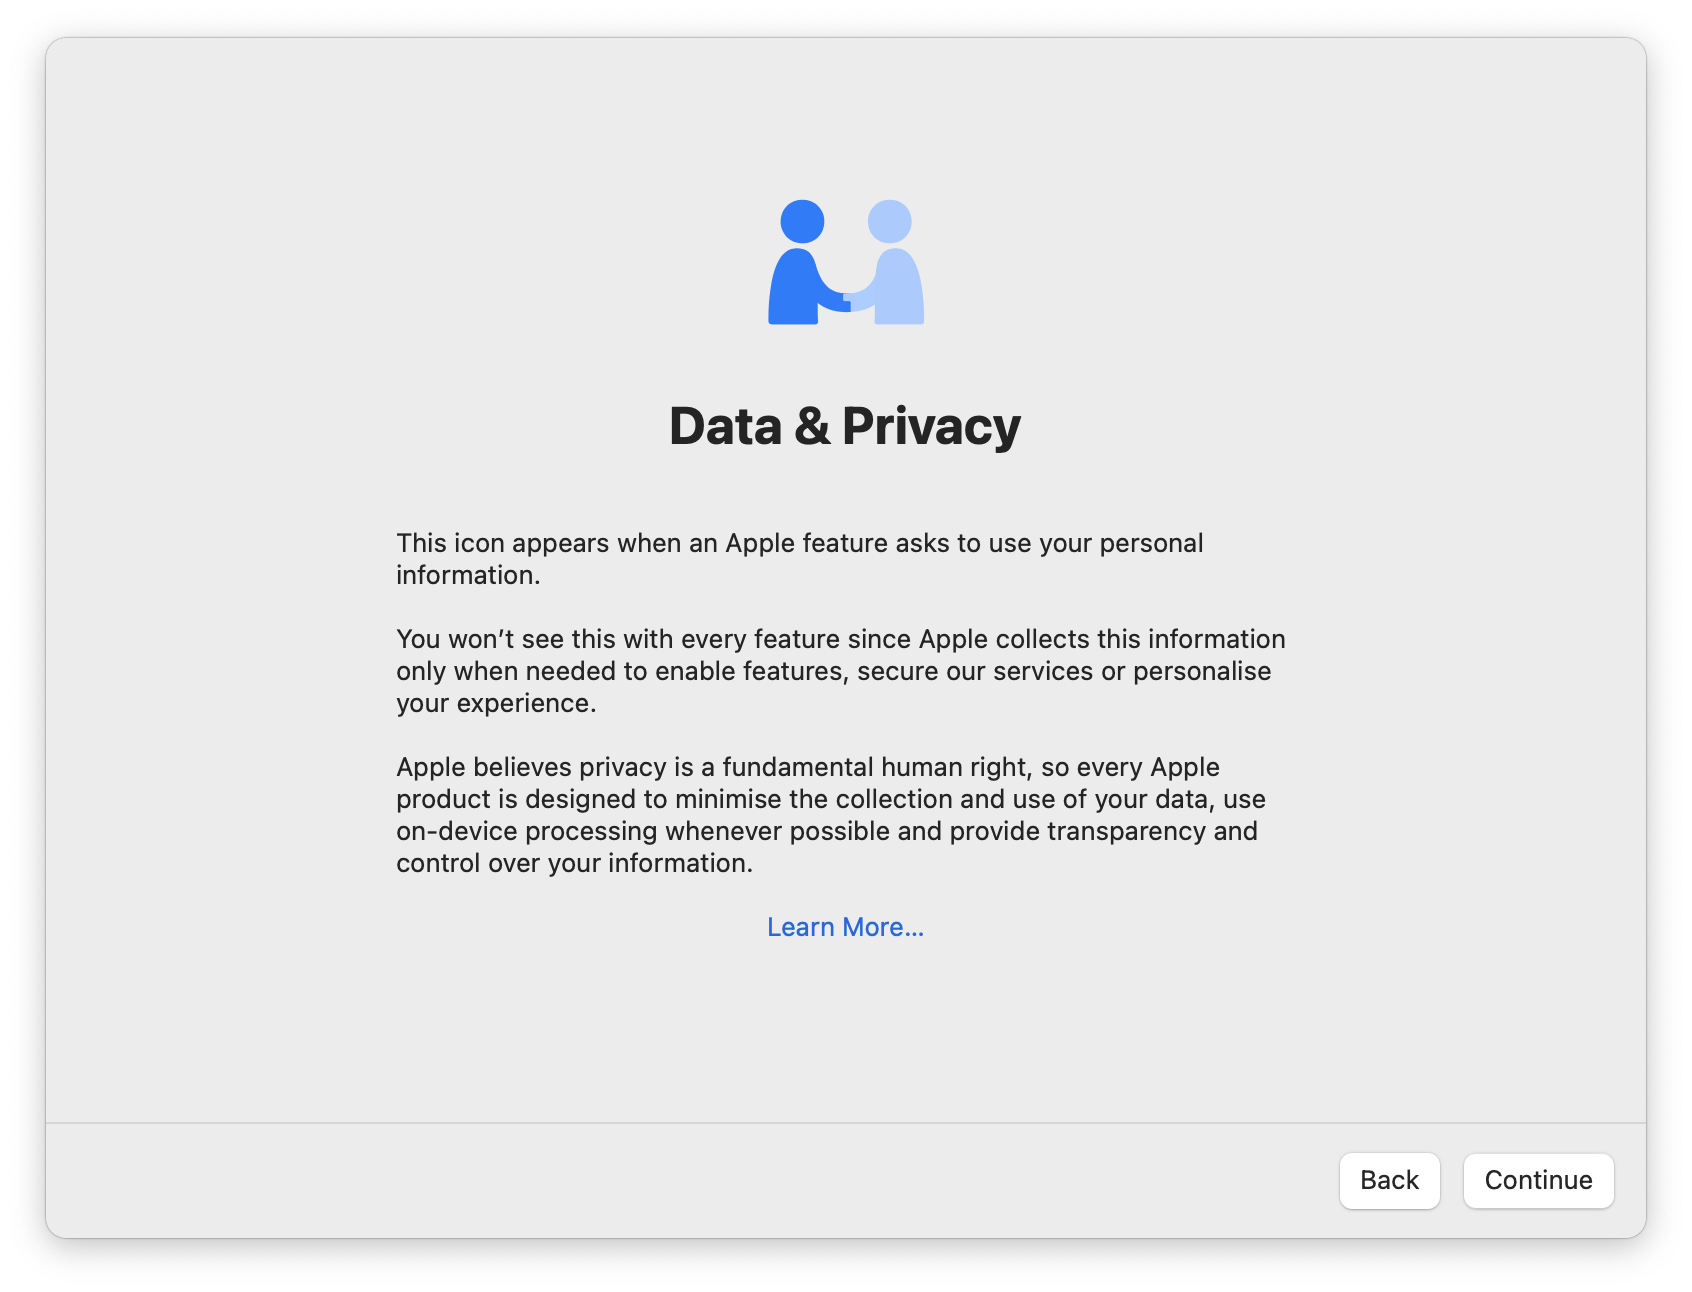 Data & Privacy
This icon appears when an Apple feature asks to use your personal
information.
You won’t see this with every feature since Apple collects this information
only when needed to enable features, secure our services or personalise
your experience.
Apple believes privacy is a fundamental human right, so every Apple
product is designed to minimise the collection and use of your data, use
on-device processing whenever possible and provide transparency and
control over your information.
Learn More...
Back
Continue